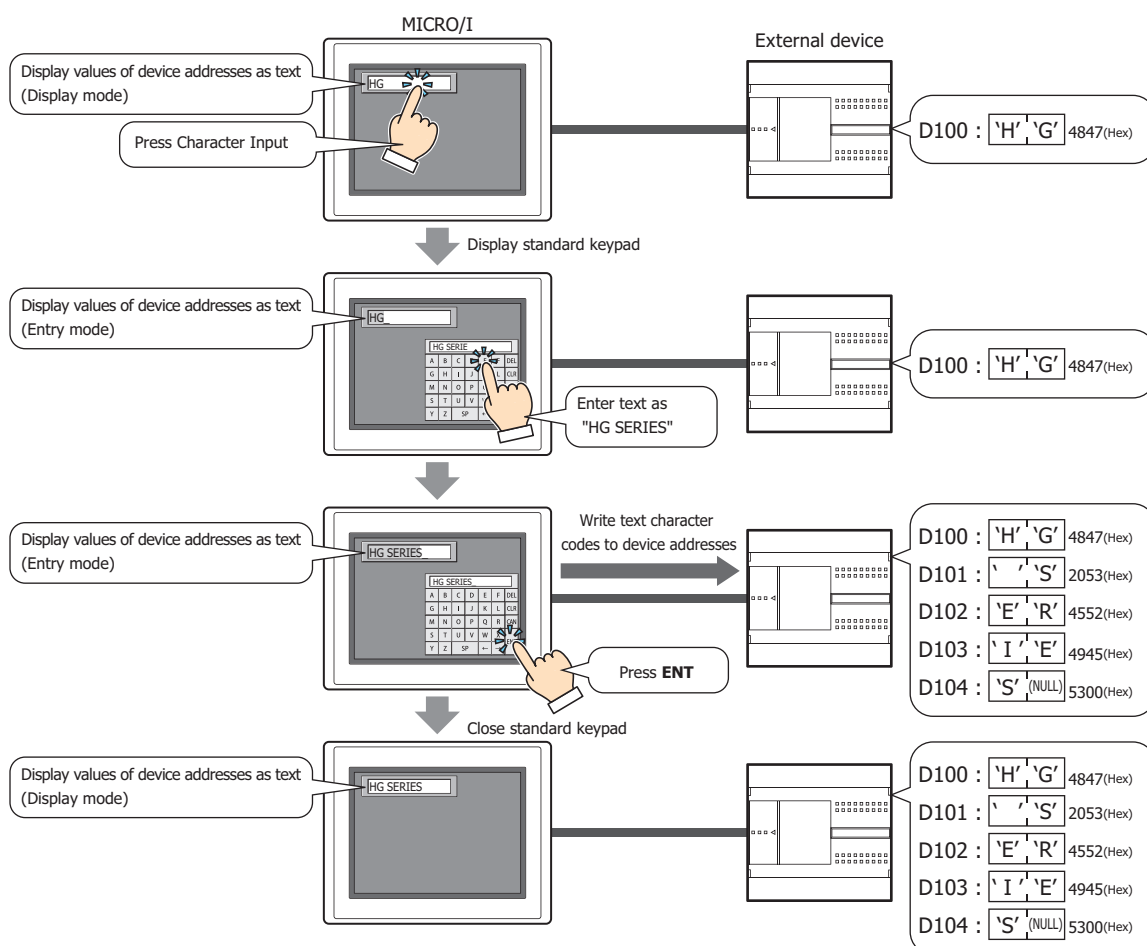 MICRO/I
External device
Display values of device addresses as text
(Display mode)
HG
Press Character Input
D100 : ‘H’ ‘G’ 4847(Hex)
Display standard keypad
Display values of device addresses as text
(Entry mode)
HG_
HG SERIE
A B C E F DEL
G H I J L CLR
M N O P
S T U V
Y Z SP
Enter text as
"HG SERIES"
D100 : ‘H’ ‘G’ 4847(Hex)
Display values of device addresses as text
(Entry mode)
HG SERIES_
HG SERIES_
A B C D E F DEL
G H I J K L CLR
M N O P Q R CAN
S T U V W
Y Z SP ←
Press ENT
Write text character
codes to device addresses
D100 : ‘H’ ‘G’ 4847(Hex)
D101 : ‘ ’ ‘S’ 2053(Hex)
D102 : ‘E’ ‘R’ 4552(Hex)
D103 : ‘I’ ‘E’ 4945(Hex)
D104 : ‘S’ (NULL) 5300(Hex)
Close standard keypad
Display values of device addresses as text
(Display mode)
HG SERIES
D100 : ‘H’ ‘G’ 4847(Hex)
D101 : ‘ ’ ‘S’ 2053(Hex)
D102 : ‘E’ ‘R’ 4552(Hex)
D103 : ‘I’ ‘E’ 4945(Hex)
D104 : ‘S’ (NULL) 5300(Hex)